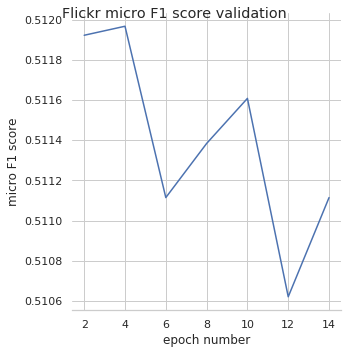 Flickr micro F1 score validation
0.5120
0.5118
0.5116
0.5114
0.5112
0.5110
0.5108
0.5106
micro F1 score
2 4 6 8 10 12 14
epoch number